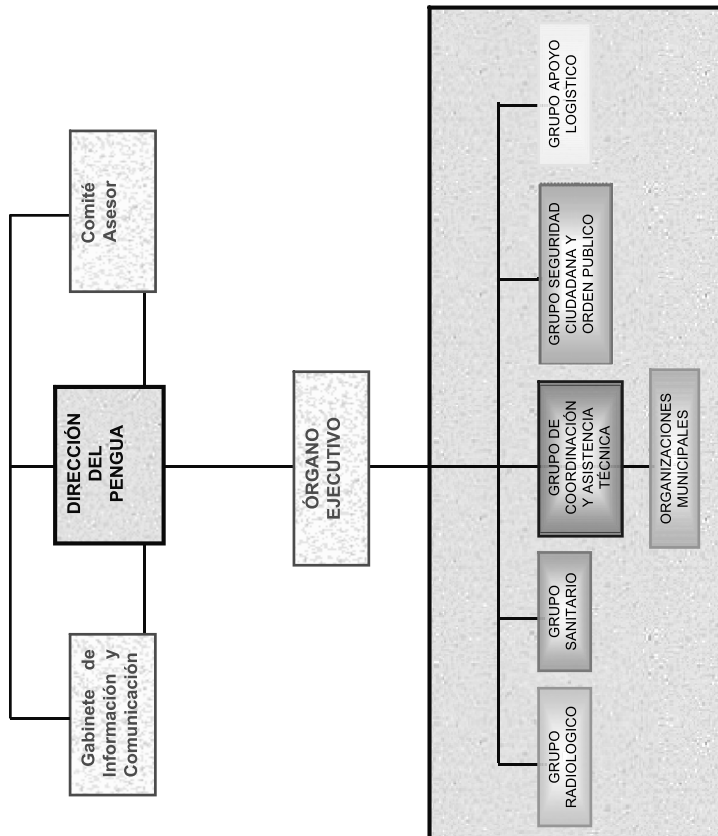 DIRECCIÓN
DEL
PENGUA
Gabinete de
Información y
Comunicación
Comité
Asesor
ÓRGANO
EJECUTIVO
GRUPO
RADIOLOGICO
GRUPO
SANITARIO
GRUPO DE
COORDINACIÓN
Y ASISTENCIA
TÉCNICA
GRUPO SEGURIDAD
CIUDADANA Y
ORDEN PUBLICO
GRUPO APOYO
LOGÍSTICO
ORGANIZACIONES
MUNICIPALES